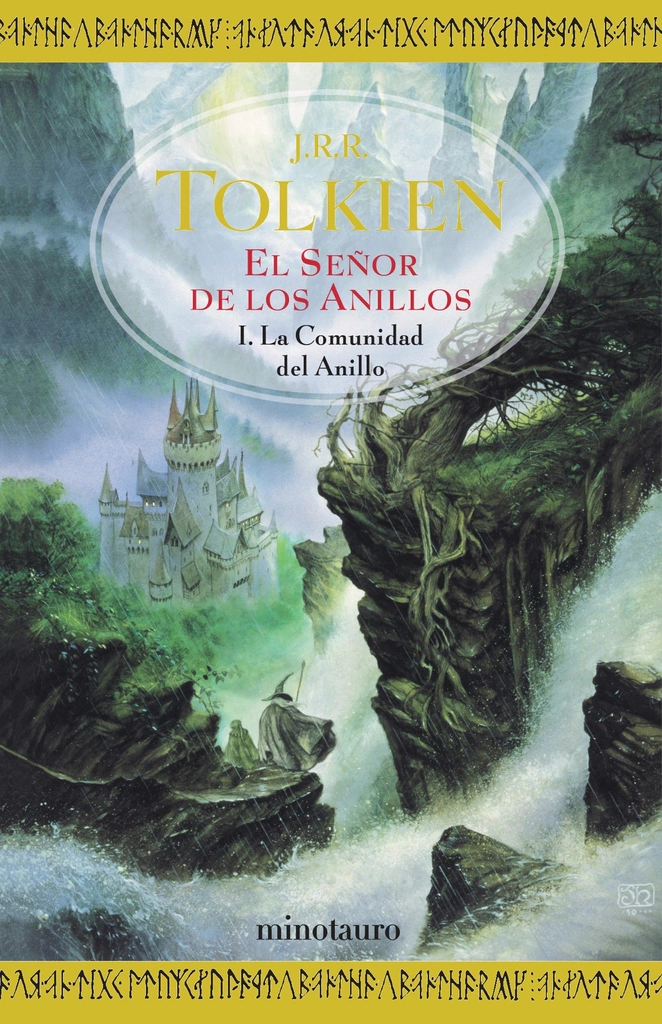 J.R.R.
TOLKIEN
EL SEÑOR
DE LOS ANILLOS
I. La Comunidad
del Anillo
minotauro